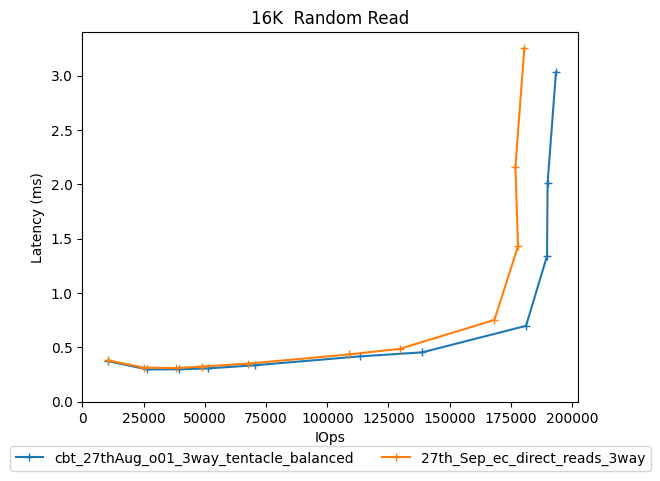 16K  Random Read
Latency (ms)
3.0
2.5
2.0
1.5
1.0
0.5
0.0
0 25000 50000 75000 100000 125000 150000 175000 200000
IOps
cbt_27thAug_o01_3way_tentacle_balanced 27th_Sep_ec_direct_reads_3way